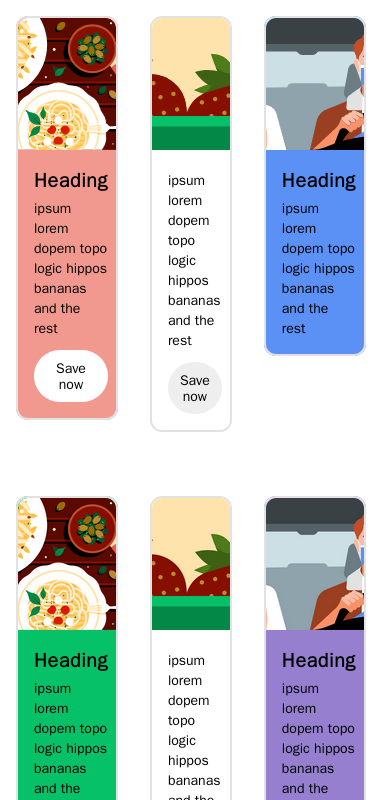 Heading
ipsum
lorem
dopem topo
logic hippos
bananas
and the
rest
Save
now
ipsum
lorem
dopem
topo
logic
hippos
bananas
and the
rest
Save
now
Heading
ipsum
lorem
dopem topo
logic hippos
bananas
and the
rest
Heading
ipsum
lorem
dopem topo
logic hippos
bananas
and the
ipsum
lorem
dopem
topo
logic
hippos
bananas
and the
Heading
ipsum
lorem
dopem topo
logic hippos
bananas
and the